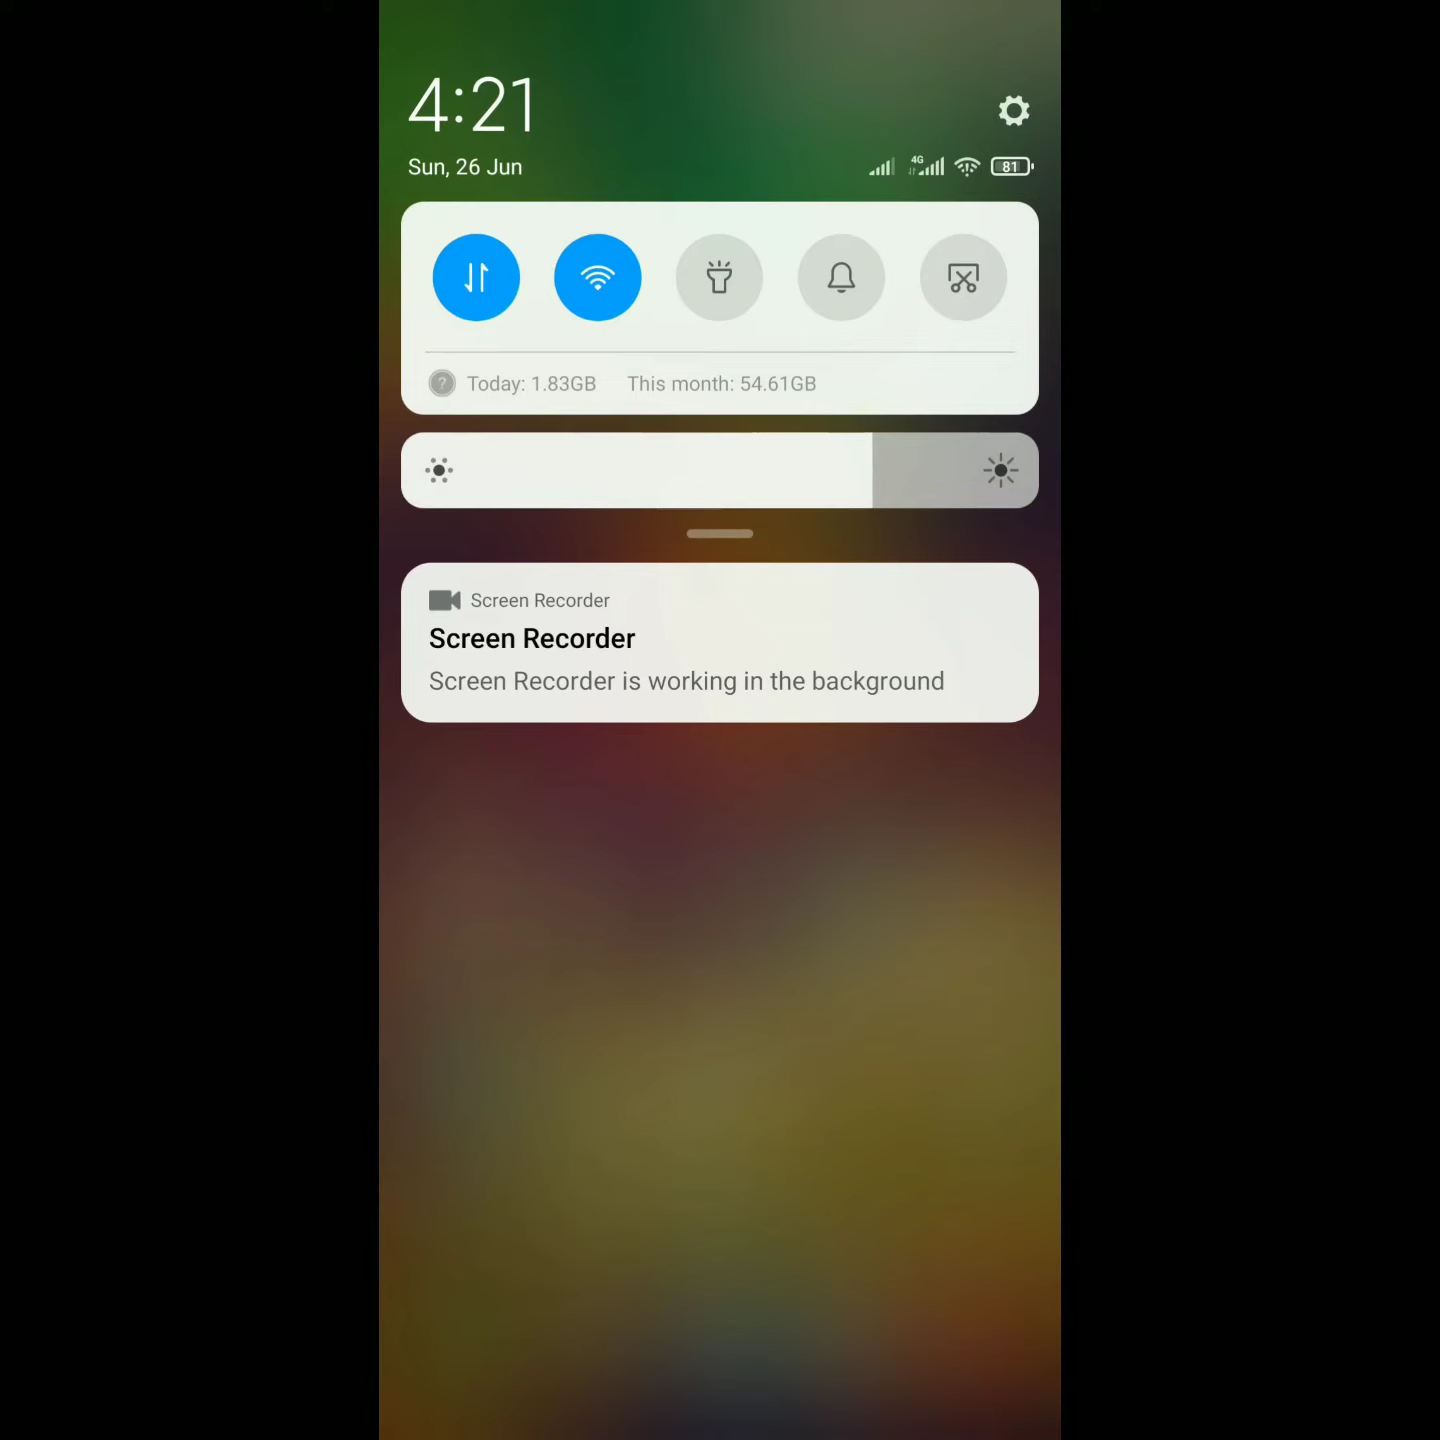 4:21
Sun, 26 Jun
4G
81
? Today: 1.83GB This month: 54.61GB
Screen Recorder
Screen Recorder
Screen Recorder is working in the background